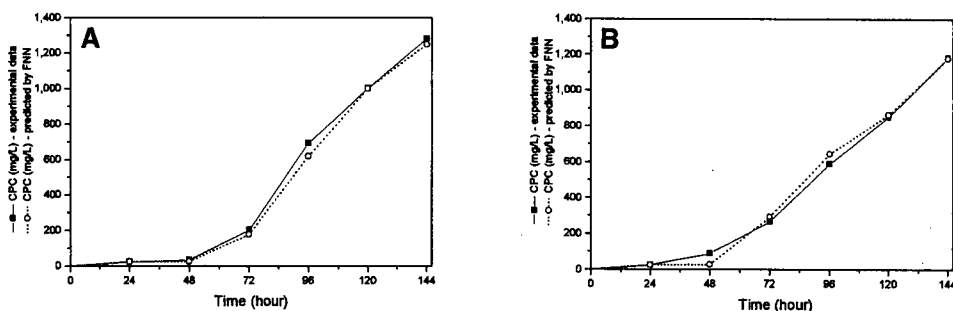 A
CPC (mg/L) - experimental data
CPC (mg/L) - predicted by FNN
1,400
1,200
1,000
800
600
400
200
0
0 24 48 72 96 120 144
Time (hour)
B
CPC (mg/L) - experimental data
CPC (mg/L) - predicted by FNN
1,400
1,200
1,000
800
600
400
200
0
0 24 48 72 96 120 144
Time (hour)